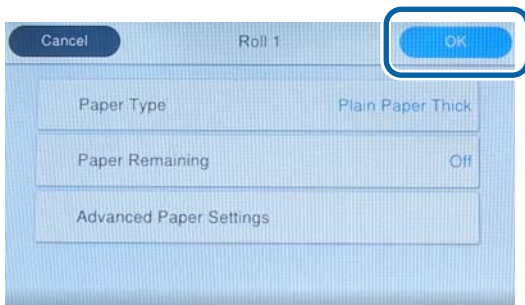 Cancel Roll 1 OK
Paper Type Plain Paper Thick
Paper Remaining Off
Advanced Paper Settings